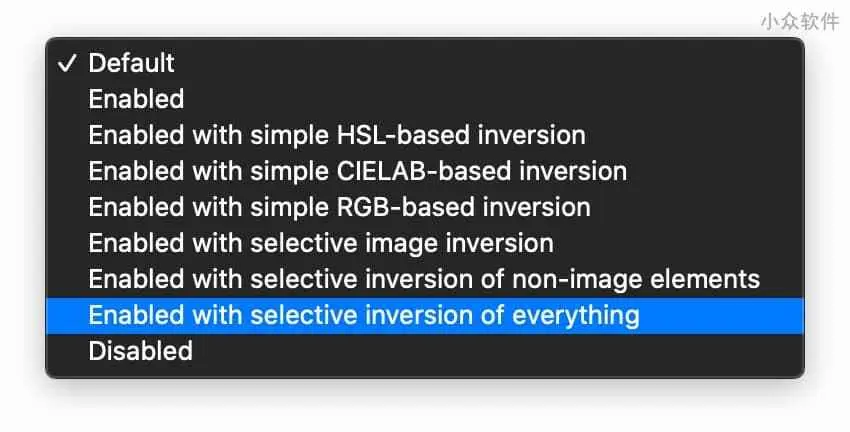 小众软件
✓ Default
Enabled
Enabled with simple HSL-based inversion
Enabled with simple CIELAB-based inversion
Enabled with simple RGB-based inversion
Enabled with selective image inversion
Enabled with selective inversion of non-image elements
Enabled with selective inversion of everything
Disabled